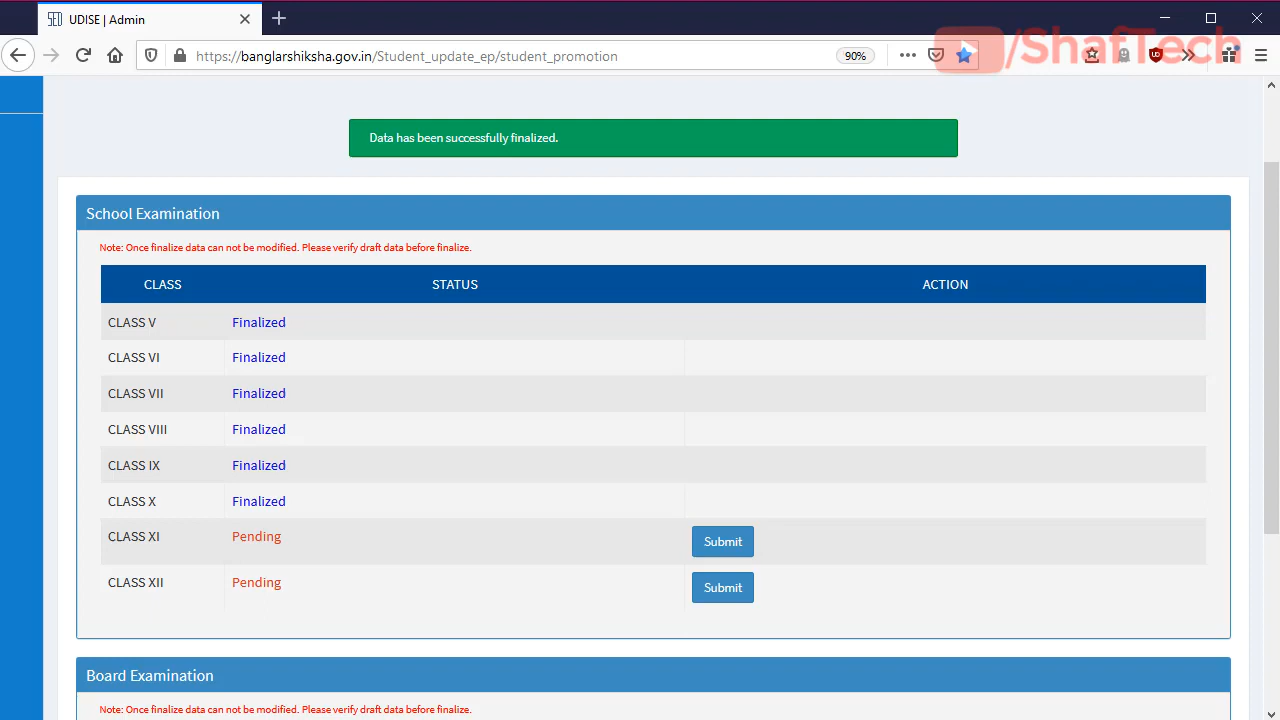 UDISE | Admin
https://banglarshiksha.gov.in/Student_update_ep/student_promotion
90%
/ShafTech
Data has been successfully finalized.
School Examination
Note: Once finalize data can not be modified. Please verify draft data before finalize.
CLASS STATUS ACTION
CLASS V Finalized
CLASS VI Finalized
CLASS VII Finalized
CLASS VIII Finalized
CLASS IX Finalized
CLASS X Finalized
CLASS XI Pending Submit
CLASS XII Pending Submit
Board Examination
Note: Once finalize data can not be modified. Please verify draft data before finalize.